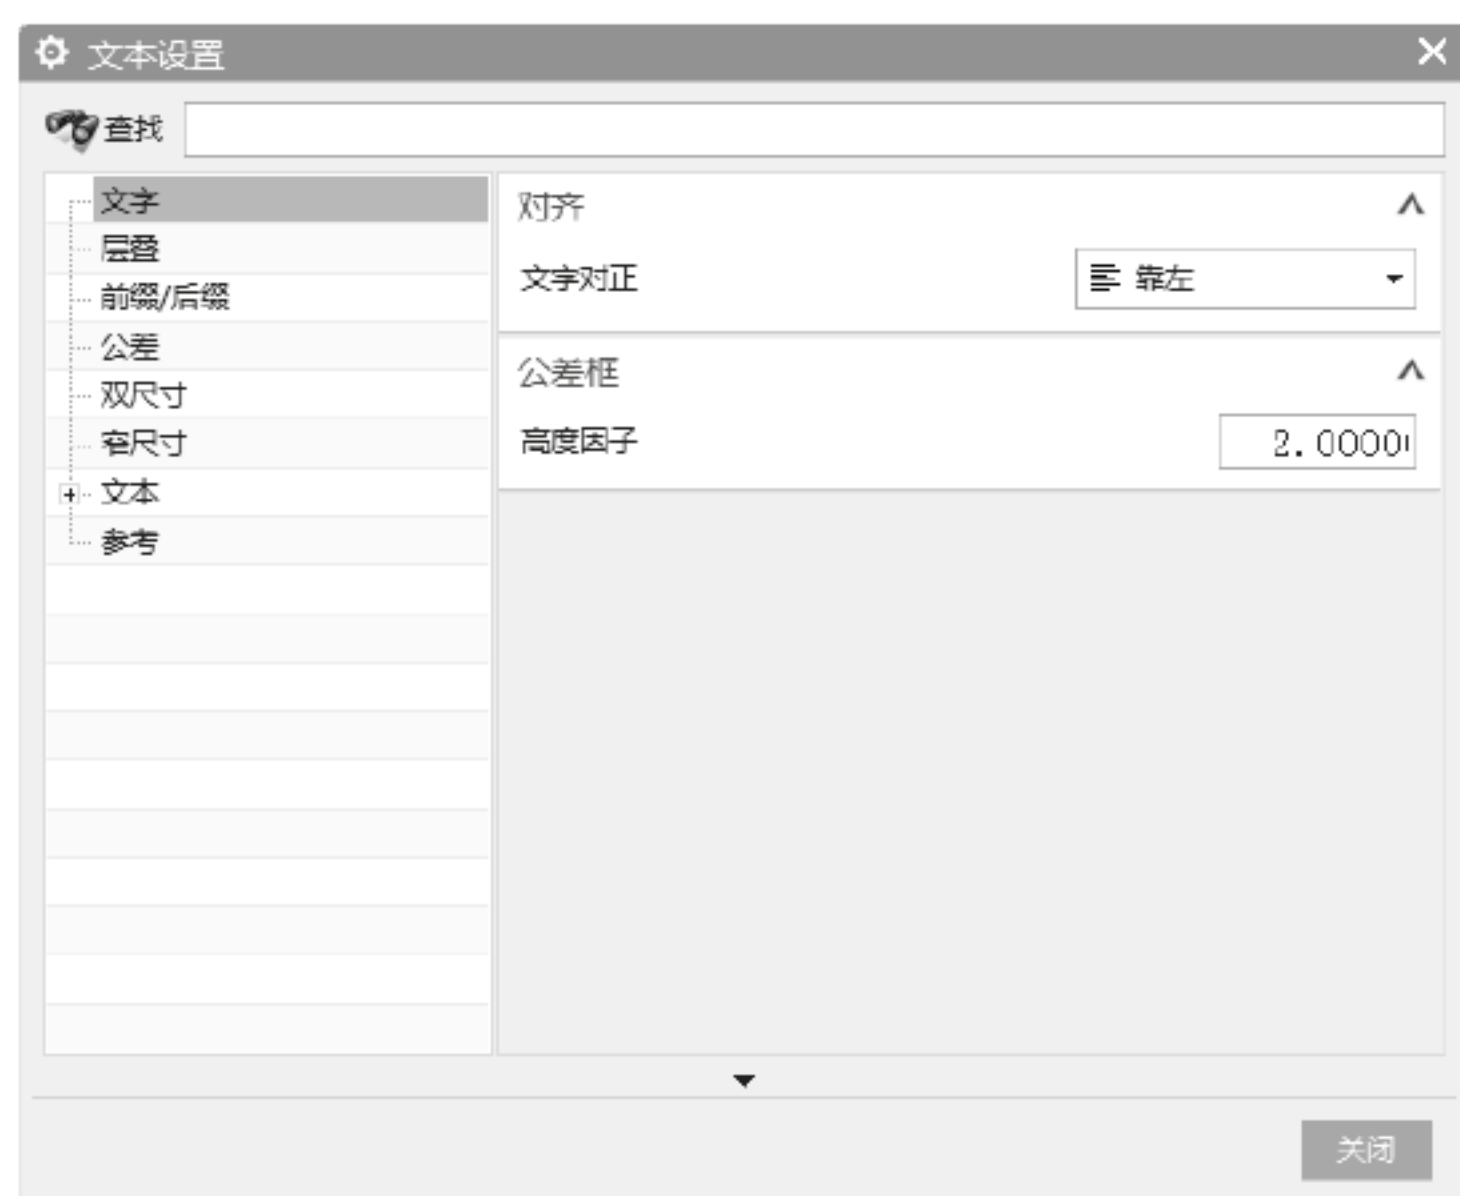 文本设置
查找
文字
层叠
前缀/后缀
公差
双尺寸
窄尺寸
文本
参考
对齐
文字对正
靠左
公差框
高度因子
2.0000
关闭